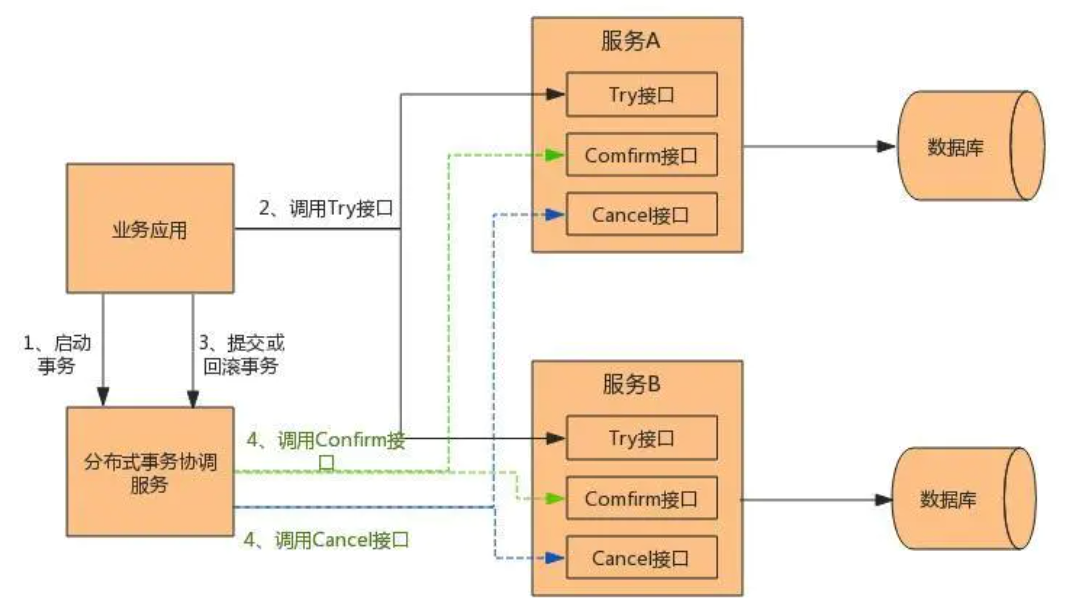 服务A
Try接口
Comfirm接口
Cancel接口
数据库
业务应用
2、调用Try接口
1、启动
事务
3、提交或
回滚事务
分布式事务协调
服务
4、调用Confirm接
口
4、调用Cancel接口
服务B
Try接口
Comfirm接口
Cancel接口
数据库